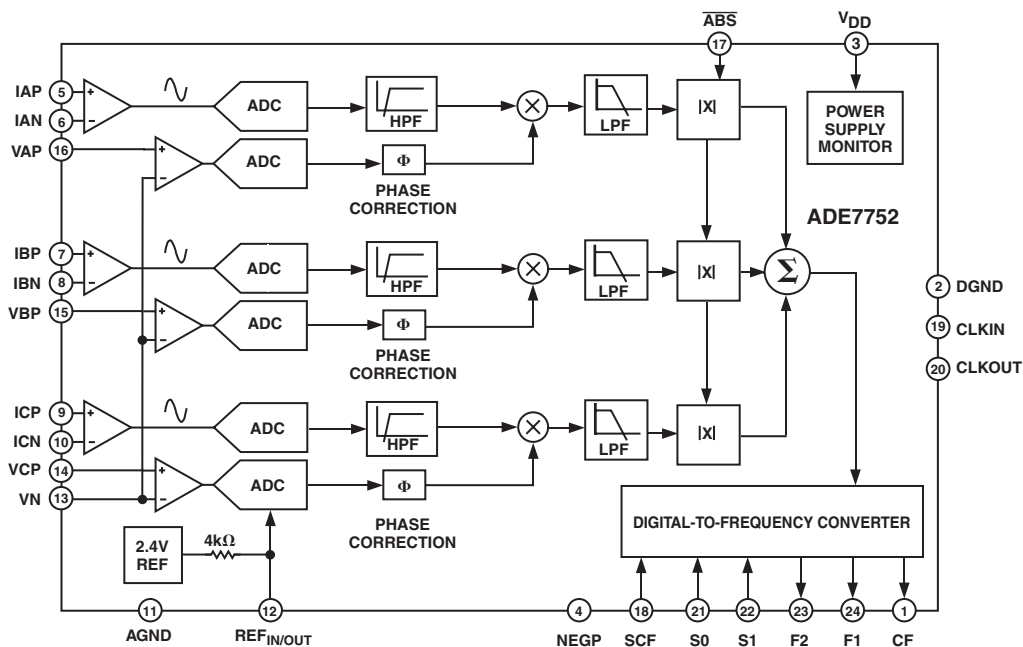 ABS
VDD
17
3
IAP 5
IAN 6
VAP 16
+
−
ADC
HPF
×
LPF
|X|
POWER
SUPPLY
MONITOR
+
−
ADC
Φ
PHASE
CORRECTION
ADE7752
IBP 7
IBN 8
VBP 15
+
−
ADC
HPF
×
LPF
|X|
Σ
+
−
ADC
Φ
PHASE
CORRECTION
2 DGND
19 CLKIN
20 CLKOUT
ICP 9
ICN 10
VCP 14
VN 13
+
−
ADC
HPF
×
LPF
|X|
+
−
ADC
Φ
PHASE
CORRECTION
DIGITAL-TO-FREQUENCY CONVERTER
2.4V
REF
4kΩ
11
12
4
18
21
22
23
24
1
AGND
REFIN/OUT
NEGP
SCF
S0
S1
F2
F1
CF